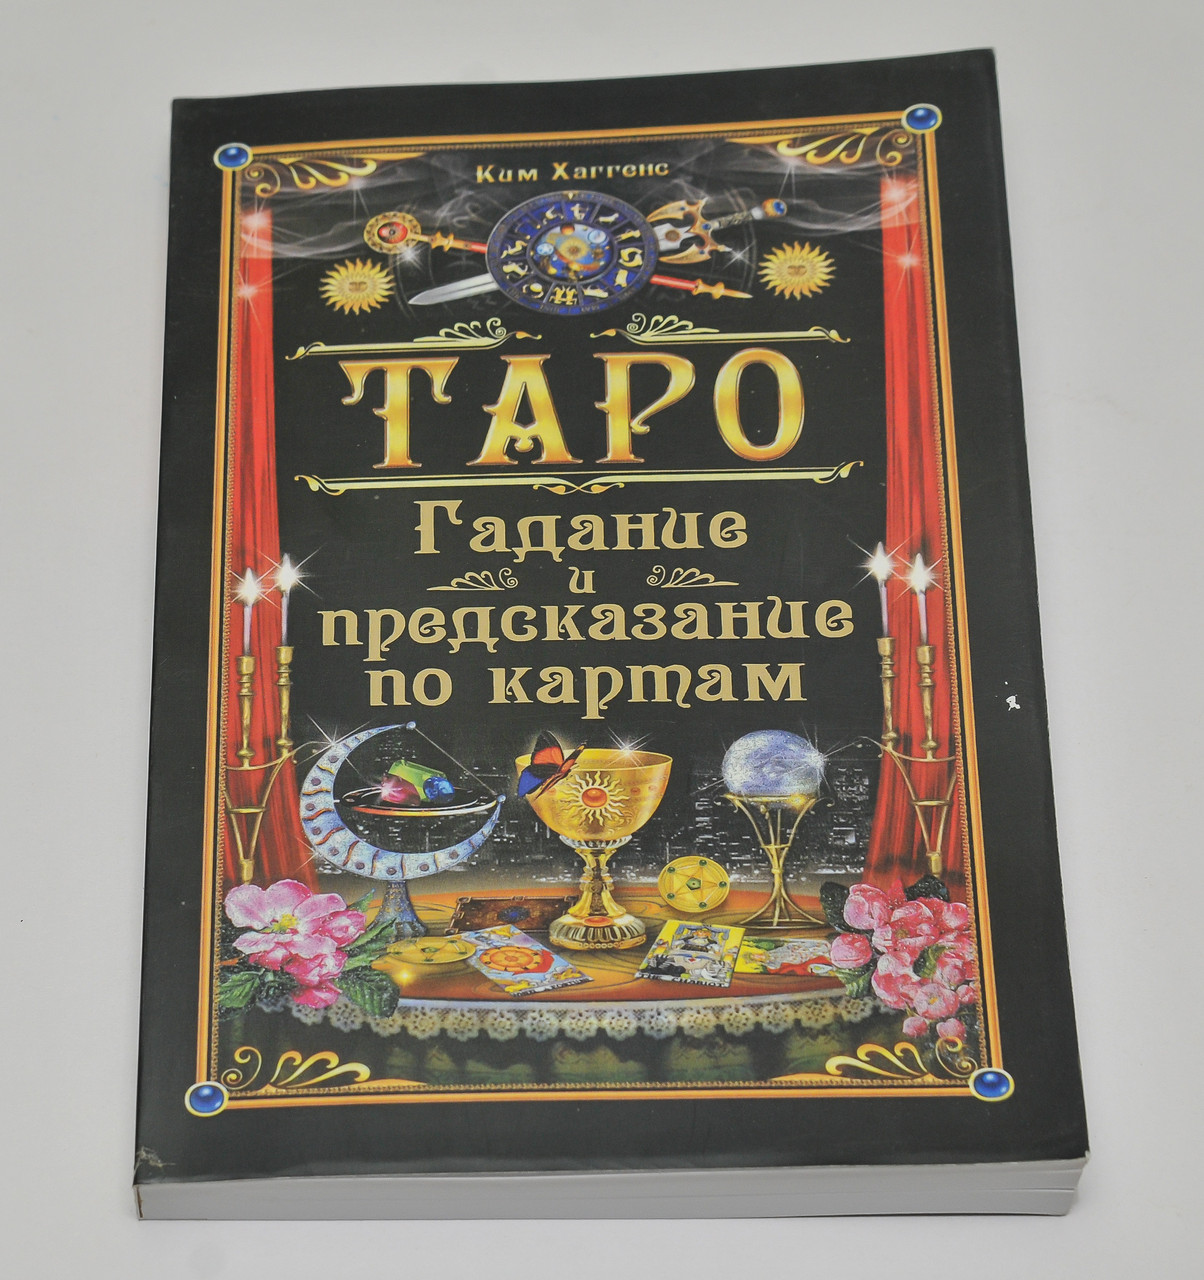 Ким Хаггенс
ТАРО
Гадание
и
предсказание
по картам